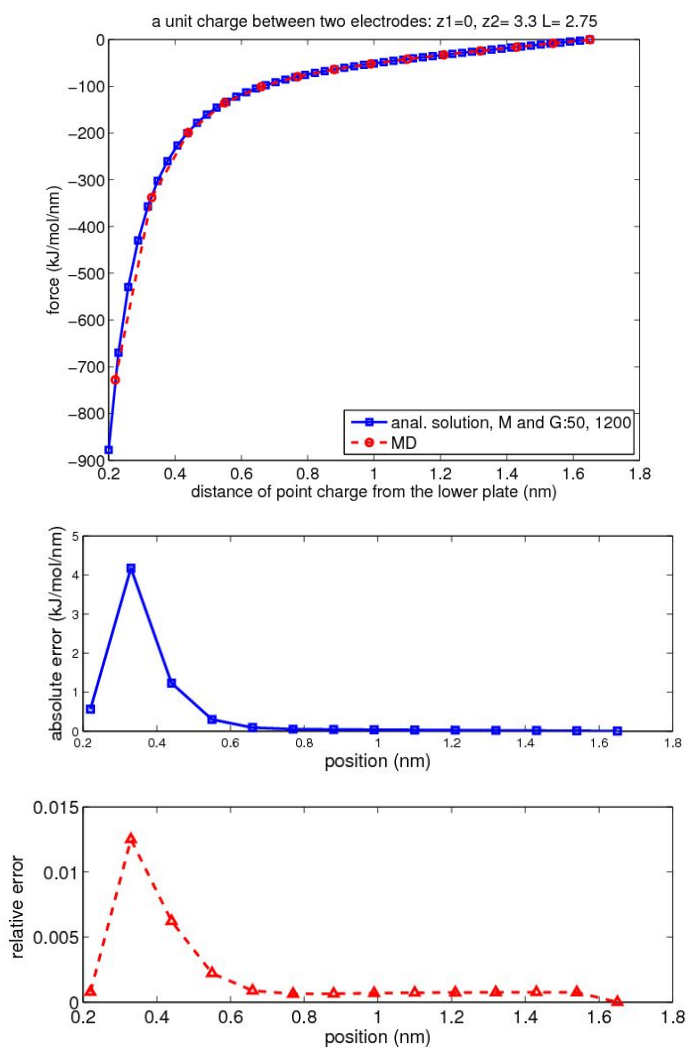 a unit charge between two electrodes: z1=0, z2= 3.3 L= 2.75
0
−100
−200
−300
−400
−500
−600
−700
−800
−900
force (kJ/mol/nm)
anal. solution, M and G:50, 1200
MD
0.2 0.4 0.6 0.8 1 1.2 1.4 1.6 1.8
distance of point charge from the lower plate (nm)
5
4
3
2
1
0
absolute error (kJ/mol/nm)
0.2 0.4 0.6 0.8 1 1.2 1.4 1.6 1.8
position (nm)
0.015
0.01
0.005
0
relative error
0.2 0.4 0.6 0.8 1 1.2 1.4 1.6 1.8
position (nm)